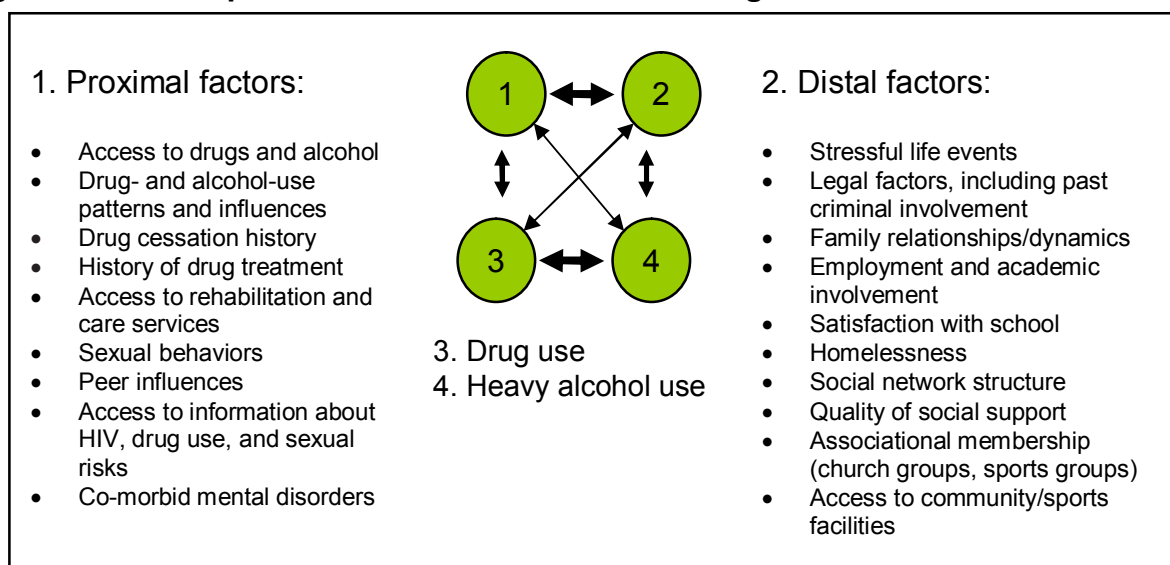 1. Proximal factors:
• Access to drugs and alcohol
• Drug- and alcohol-use
patterns and influences
• Drug cessation history
• History of drug treatment
• Access to rehabilitation and
care services
• Sexual behaviors
• Peer influences
• Access to information about
HIV, drug use, and sexual
risks
• Co-morbid mental disorders
1
2
3
4
3. Drug use
4. Heavy alcohol use
2. Distal factors:
• Stressful life events
• Legal factors, including past
criminal involvement
• Family relationships/dynamics
• Employment and academic
involvement
• Satisfaction with school
• Homelessness
• Social network structure
• Quality of social support
• Associational membership
(church groups, sports groups)
• Access to community/sports
facilities